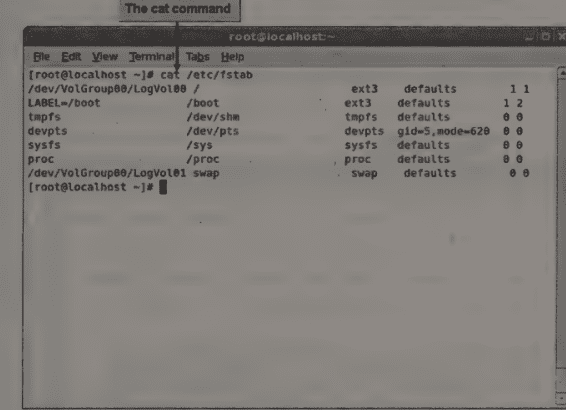 The cat command
root@localhost:~
File Edit View Terminal Tabs Help
[root@localhost ~]# cat /etc/fstab
/dev/VolGroup00/LogVol00 / ext3 defaults 1 1
LABEL=/boot /boot ext3 defaults 1 2
tmpfs /dev/shm tmpfs defaults 0 0
devpts /dev/pts devpts gid=5,mode=620 0 0
sysfs /sys sysfs defaults 0 0
proc /proc proc defaults 0 0
/dev/VolGroup00/LogVol01 swap swap defaults 0 0
[root@localhost ~]#